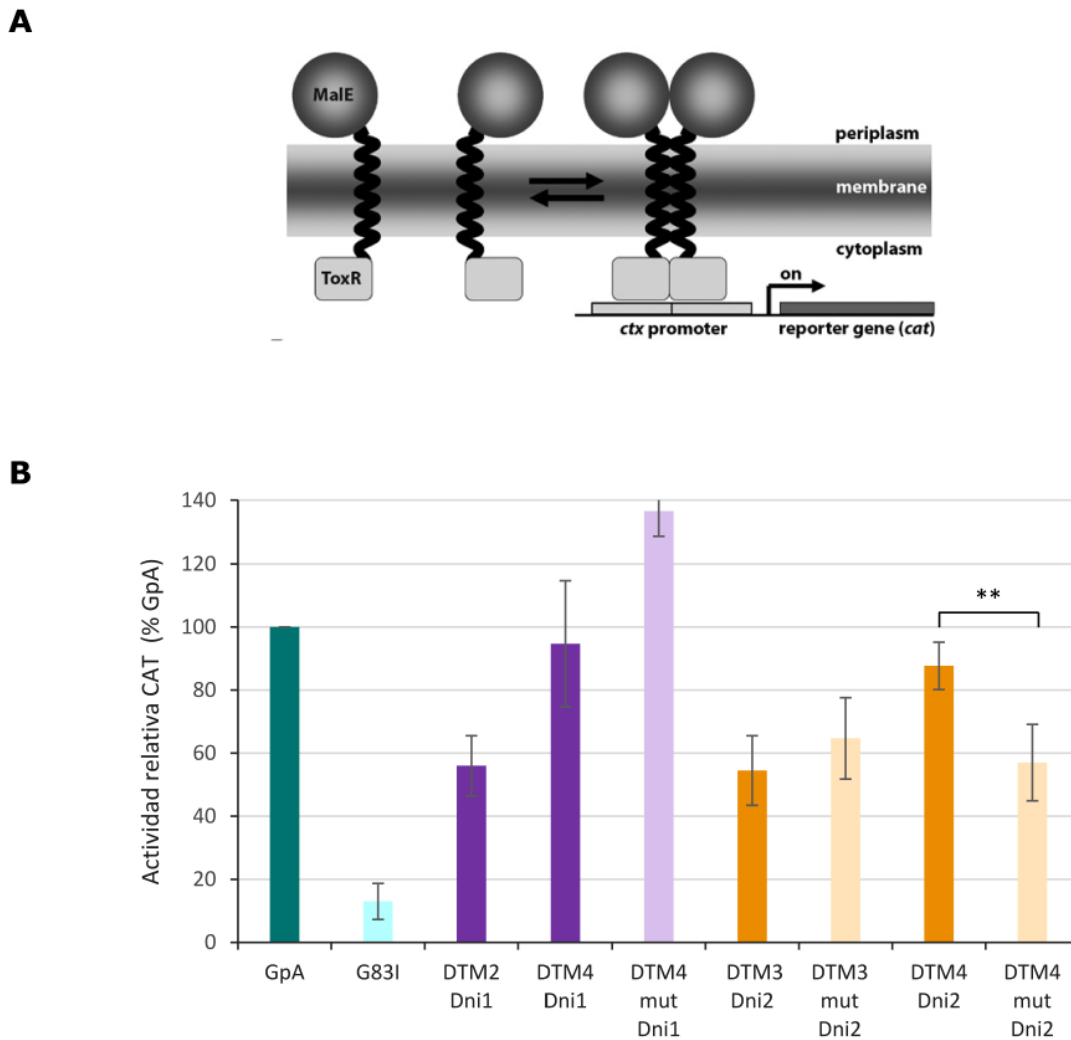 A
MalE
periplasm
membrane
cytoplasm
ToxR
on
ctx promoter
reporter gene (cat)
B
Actividad relativa CAT (% GpA)
140
120
100
80
60
40
20
0
**
GpA
G83I
DTM2
Dni1
DTM4
Dni1
DTM4
mut
Dni1
DTM3
Dni2
DTM3
mut
Dni2
DTM4
Dni2
DTM4
mut
Dni2